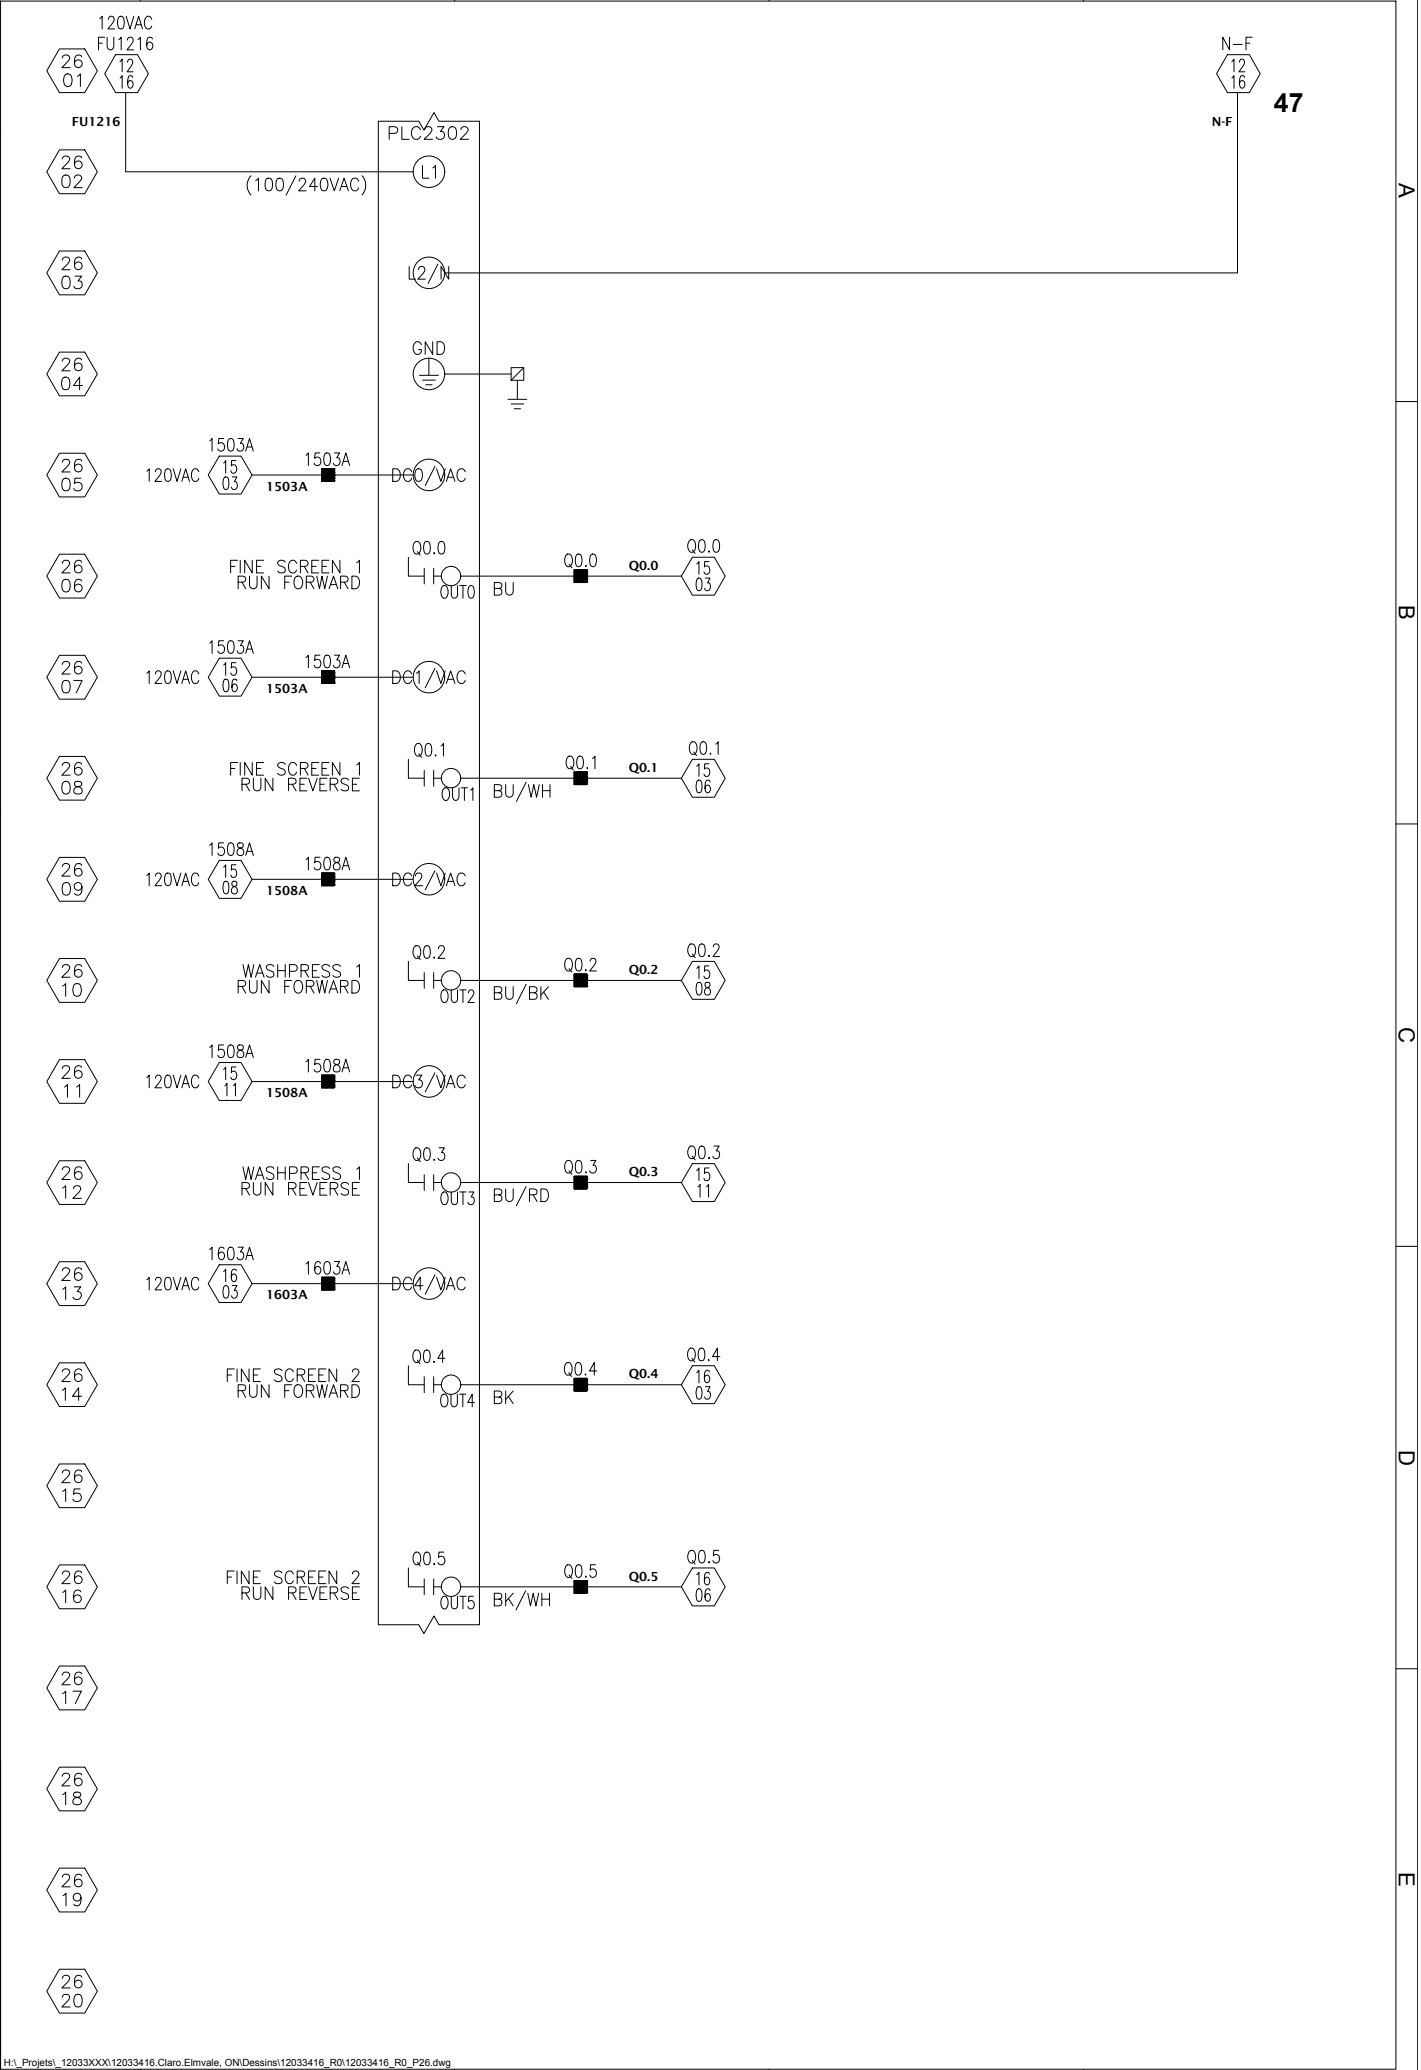 120VAC
FU1216
26
01
12
16
N-F
12
16
47
FU1216
N-F
PLC2302
26
02
L1
(100/240VAC)
A
26
03
L2/N
GND
26
04
1503A
26
05
120VAC
15
03
1503A
1503A
DC0/VAC
Q0.0
Q0.0
Q0.0
Q0.0
26
06
FINE SCREEN 1
RUN FORWARD
OUT0
BU
15
03
B
1503A
26
07
120VAC
15
06
1503A
1503A
DC1/VAC
Q0.1
Q0.1
Q0.1
Q0.1
26
08
FINE SCREEN 1
RUN REVERSE
OUT1
BU/WH
15
06
1508A
26
09
120VAC
15
08
1508A
1508A
DC2/VAC
Q0.2
Q0.2
Q0.2
Q0.2
26
10
WASHPRESS 1
RUN FORWARD
OUT2
BU/BK
15
08
C
1508A
26
11
120VAC
15
11
1508A
1508A
DC3/VAC
Q0.3
Q0.3
Q0.3
Q0.3
26
12
WASHPRESS 1
RUN REVERSE
OUT3
BU/RD
15
11
1603A
26
13
120VAC
16
03
1603A
1603A
DC4/VAC
Q0.4
Q0.4
Q0.4
Q0.4
26
14
FINE SCREEN 2
RUN FORWARD
OUT4
BK
16
03
D
26
15
Q0.5
Q0.5
Q0.5
Q0.5
26
16
FINE SCREEN 2
RUN REVERSE
OUT5
BK/WH
16
06
26
17
26
18
E
26
19
26
20
H:\_Projets\_12033XXX\12033416.Claro.Elmvale, ON\Dessins\12033416_R0\12033416_R0_P26.dwg